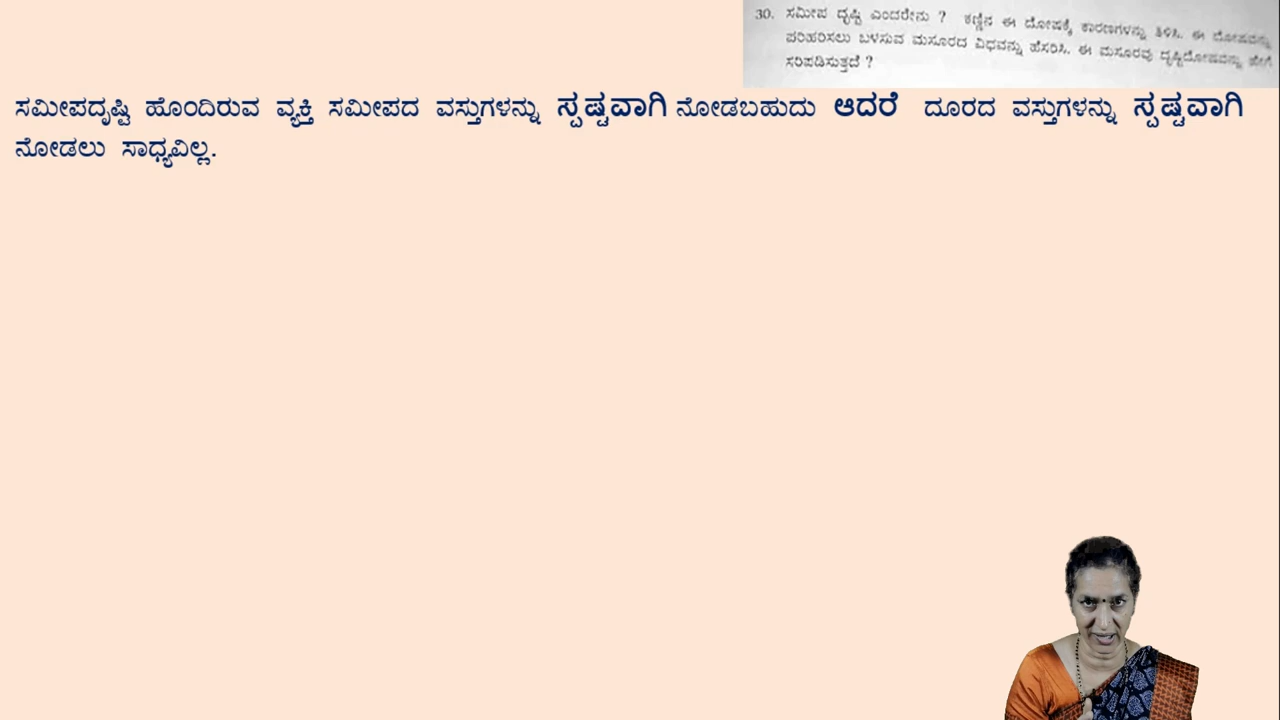 30. ಸಮೀಪ ದೃಷ್ಟಿ ಎಂದರೇನು ? ಕಣ್ಣಿನ ಈ ದೋಷಕ್ಕೆ ಕಾರಣಗಳನ್ನು ತಿಳಿಸಿ. ಈ ದೋಷವನ್ನು
ಪರಿಹರಿಸಲು ಬಳಸುವ ಮಸೂರದ ವಿಧವನ್ನು ಹೆಸರಿಸಿ. ಈ ಮಸೂರವು ದೃಷ್ಟಿದೋಷವನ್ನು ಹೇಗೆ
ಸರಿಪಡಿಸುತ್ತದೆ ?
ಸಮೀಪದೃಷ್ಟಿ ಹೊಂದಿರುವ ವ್ಯಕ್ತಿ ಸಮೀಪದ ವಸ್ತುಗಳನ್ನು ಸ್ಪಷ್ಟವಾಗಿ ನೋಡಬಹುದು ಆದರೆ ದೂರದ ವಸ್ತುಗಳನ್ನು ಸ್ಪಷ್ಟವಾಗಿ
ನೋಡಲು ಸಾಧ್ಯವಿಲ್ಲ.